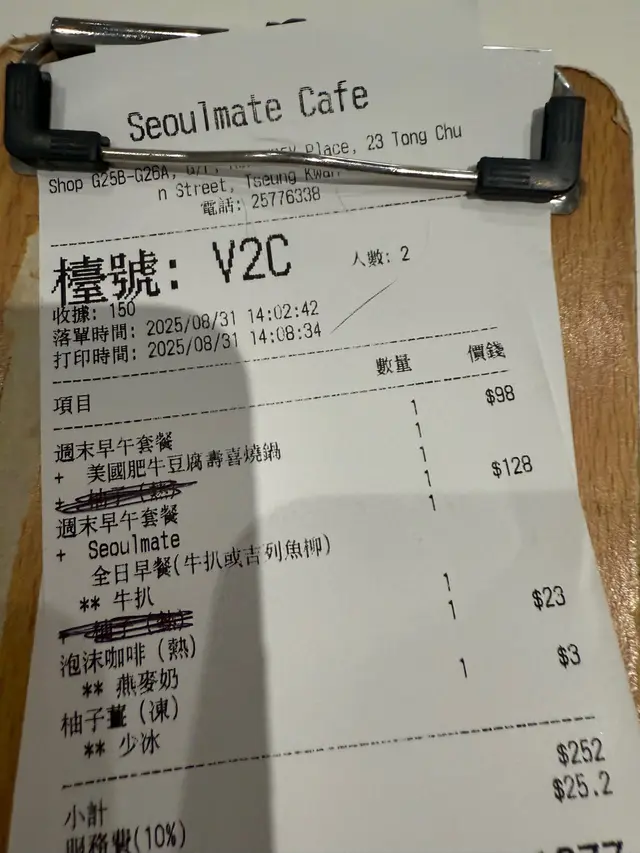 Seoulmate Cafe
Shop G25B-G26A, Place, 23 Tong Chu
n Street, Tseung Kwan
電話: 25776338
檯號: V2C 人數: 2
收據: 150
落單時間: 2025/08/31 14:02:42
打印時間: 2025/08/31 14:08:34
項目 數量 價錢
週末早午套餐 1 $98
+ 美國肥牛豆腐壽喜燒鍋 1
+ 柚子 (熱) 1
週末早午套餐 1 $128
+ Seoulmate 1
全日早餐(牛扒或吉列魚柳)
** 牛扒
+ 柚子 (熱) 1
泡沫咖啡 (熱) 1 $23
** 燕麥奶
柚子薑 (凍) 1 $3
** 少冰
小計 $252
服務費(10%) $25.2